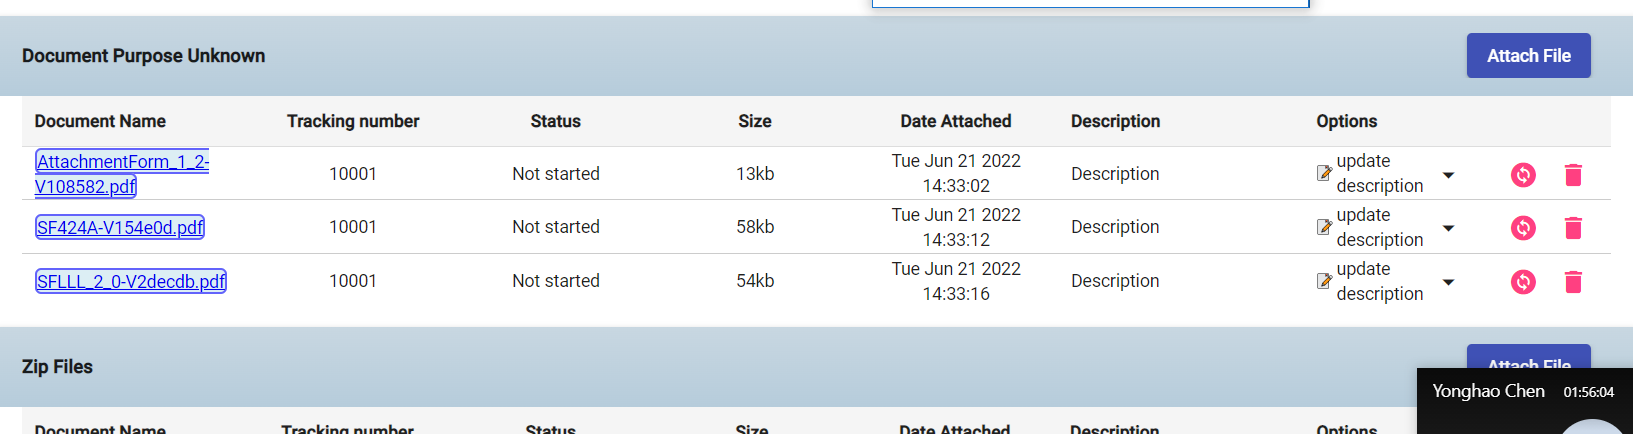 Document Purpose Unknown
Attach File
Document Name Tracking number Status Size Date Attached Description Options
AttachmentForm_1_2-
V108582.pdf
10001 Not started 13kb
Tue Jun 21 2022
14:33:02
Description
update
description
SF424A-V154e0d.pdf
10001 Not started 58kb
Tue Jun 21 2022
14:33:12
Description
update
description
SFLLL_2_0-V2decdb.pdf
10001 Not started 54kb
Tue Jun 21 2022
14:33:16
Description
update
description
Zip Files
Attach File
Yonghao Chen 01:56:04
Document Name Tracking number Status Size Date Attached Description Options